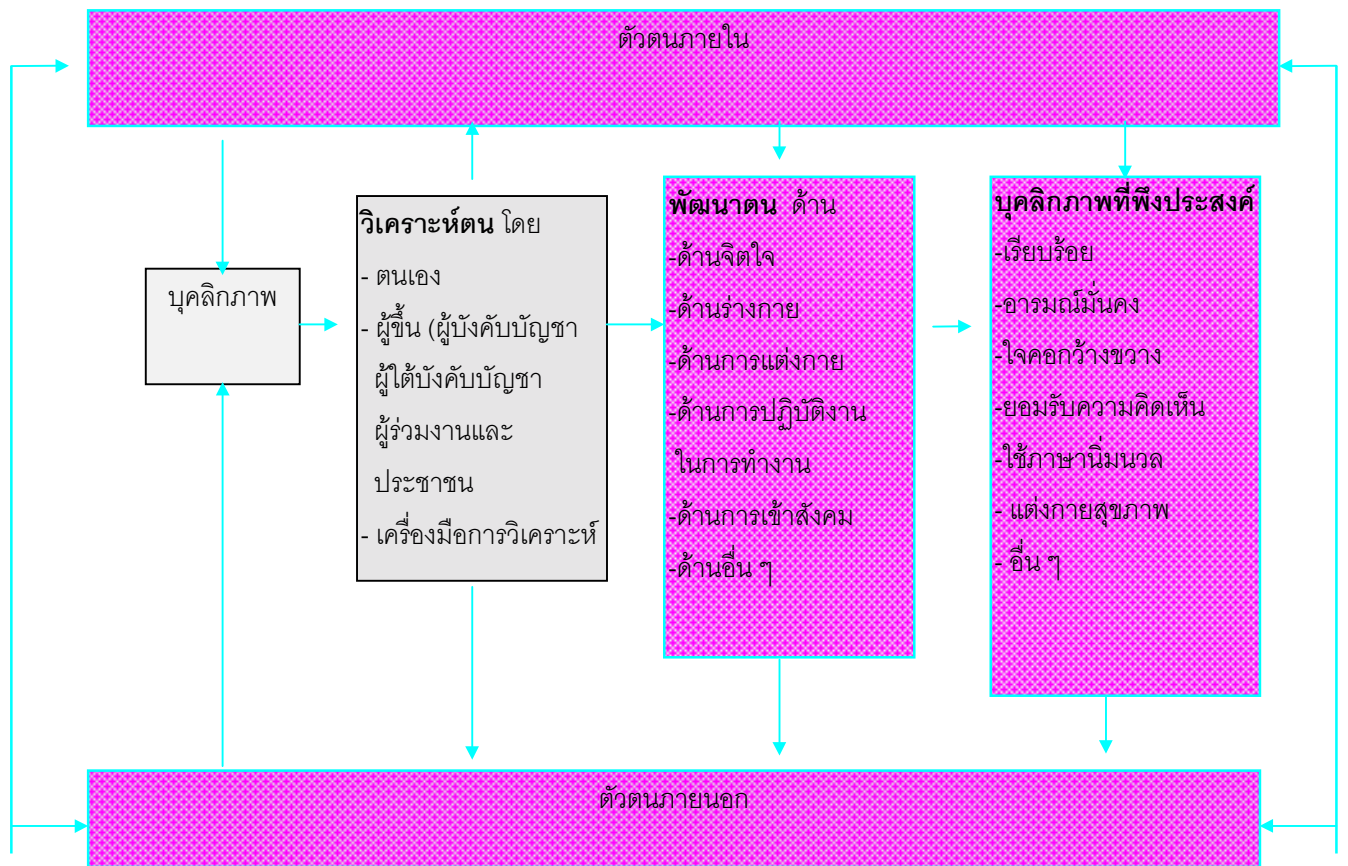 ตัวตนภายใน
บุคลิกภาพ
วิเคราะห์ตน โดย
- ตนเอง
- ผู้ขึ้น (ผู้บังคับบัญชา
ผู้ใต้บังคับบัญชา
ผู้ร่วมงานและ
ประชาชน
- เครื่องมือการวิเคราะห์
พัฒนาตน ด้าน
-ด้านจิตใจ
-ด้านร่างกาย
-ด้านการแต่งกาย
-ด้านการปฏิบัติงาน
ในการทำงาน
-ด้านการเข้าสังคม
-ด้านอื่น ๆ
บุคลิกภาพที่พึงประสงค์
-เรียบร้อย
-อารมณ์มั่นคง
-ใจคอกว้างขวาง
-ยอมรับความคิดเห็น
-ใช้ภาษานิ่มนวล
- แต่งกายสุขภาพ
- อื่น ๆ
ตัวตนภายนอก